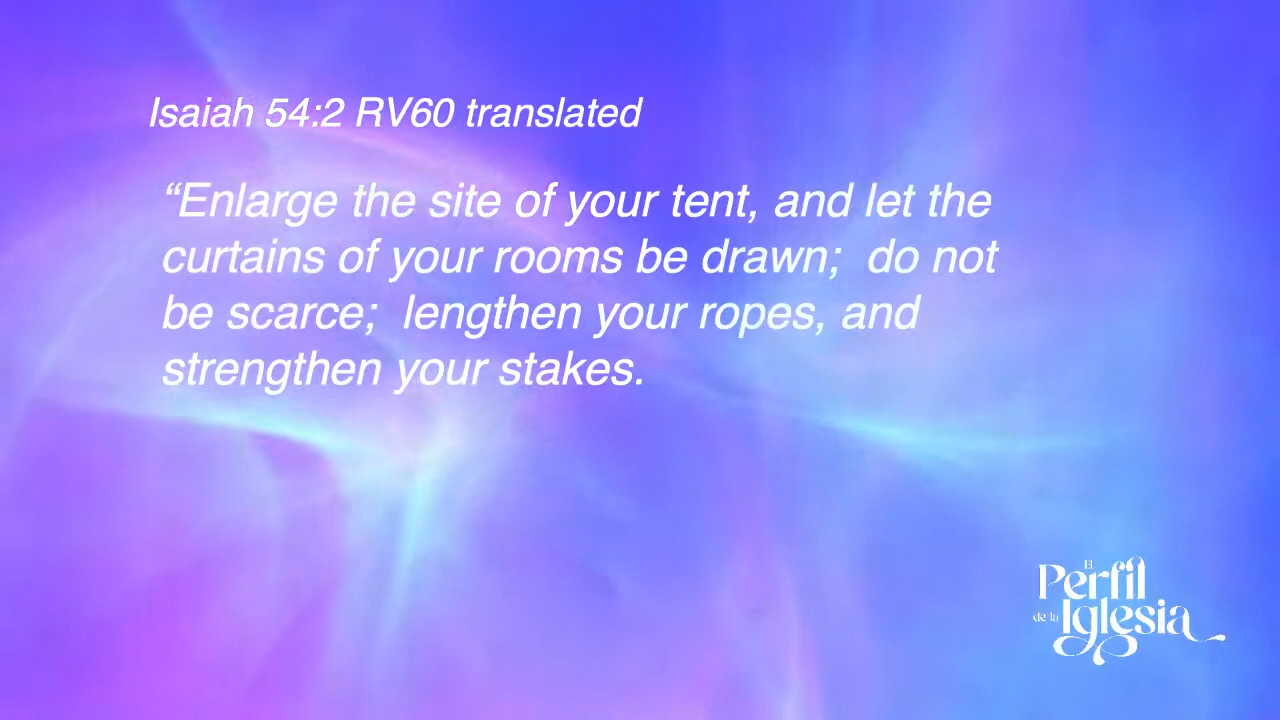 Isaiah 54:2 RV60 translated
“Enlarge the site of your tent, and let the
curtains of your rooms be drawn;  do not
be scarce;  lengthen your ropes, and
strengthen your stakes.
El
Perfil
de la Iglesia